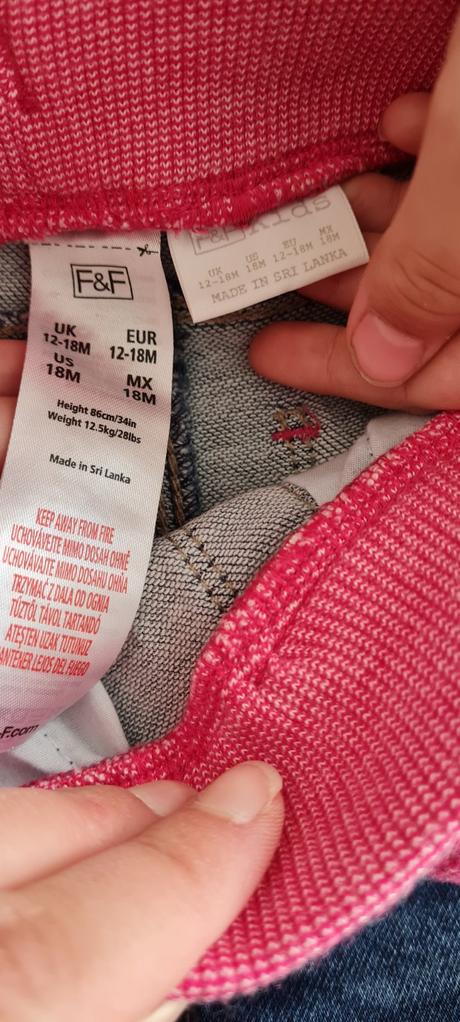 F&F Kids
UK US EU MX
12-18M 18M 12-18M 18M
MADE IN SRI LANKA
F&F
UK EUR
12-18M 12-18M
US MX
18M 18M
Height 86cm/34in
Weight 12.5kg/28lbs
Made in Sri Lanka
KEEP AWAY FROM FIRE
UCHOVÁVEJTE MIMO DOSAH OHNĚ
UCHOVÁVAJTE MIMO DOSAHU OHŇA
TRZYMAĆ Z DALA OD OGNIA
TŰZTŐL TÁVOL TARTANDÓ
ATEŞTEN UZAK TUTUNUZ
ANTENER LEJOS DEL FUEGO
-F.com